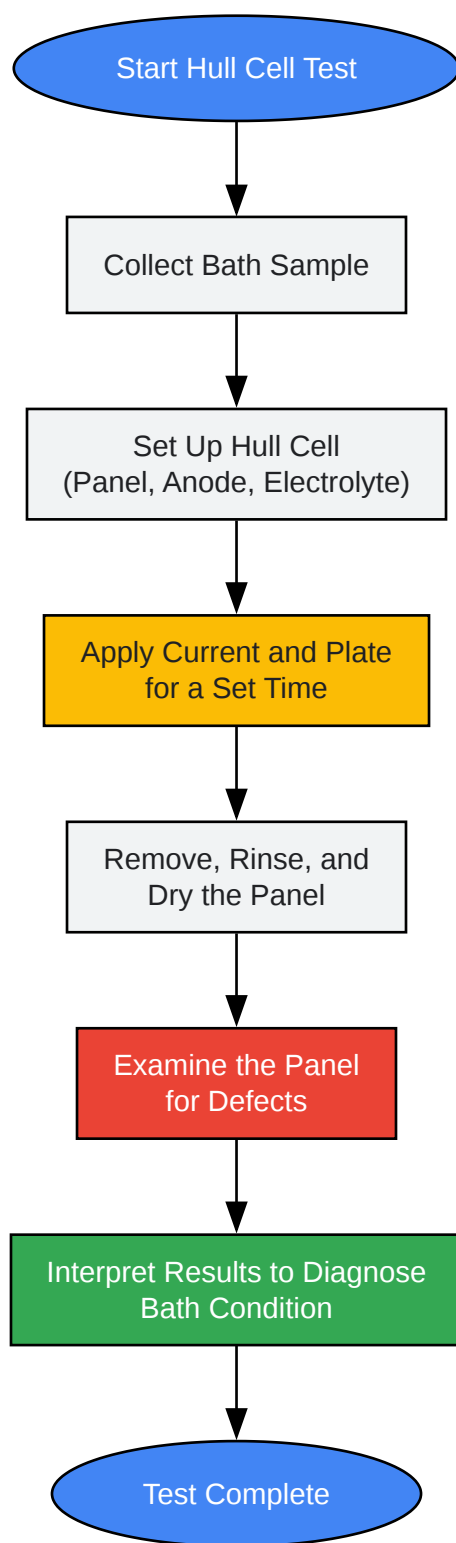 Start Hull Cell Test
Collect Bath Sample
Set Up Hull Cell
(Panel, Anode, Electrolyte)
Apply Current and Plate
for a Set Time
Remove, Rinse, and
Dry the Panel
Examine the Panel
for Defects
Interpret Results to Diagnose
Bath Condition
Test Complete